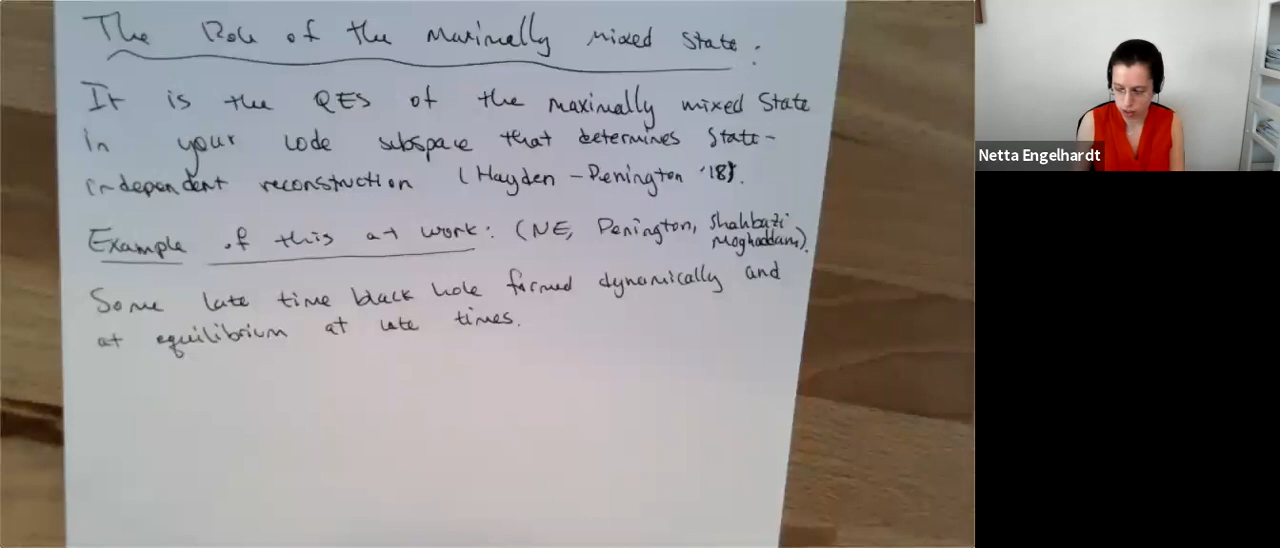 The Role of the Maximally mixed State :
It is the QES of the maximally mixed State
in your code subspace that determines State-
independent reconstruction (Hayden - Penington '18).
Example of this at work: (NE, Penington, Shahbazi
Moghaddam).
Some late time black hole formed dynamically and
at equilibrium at late times.
Netta Engelhardt